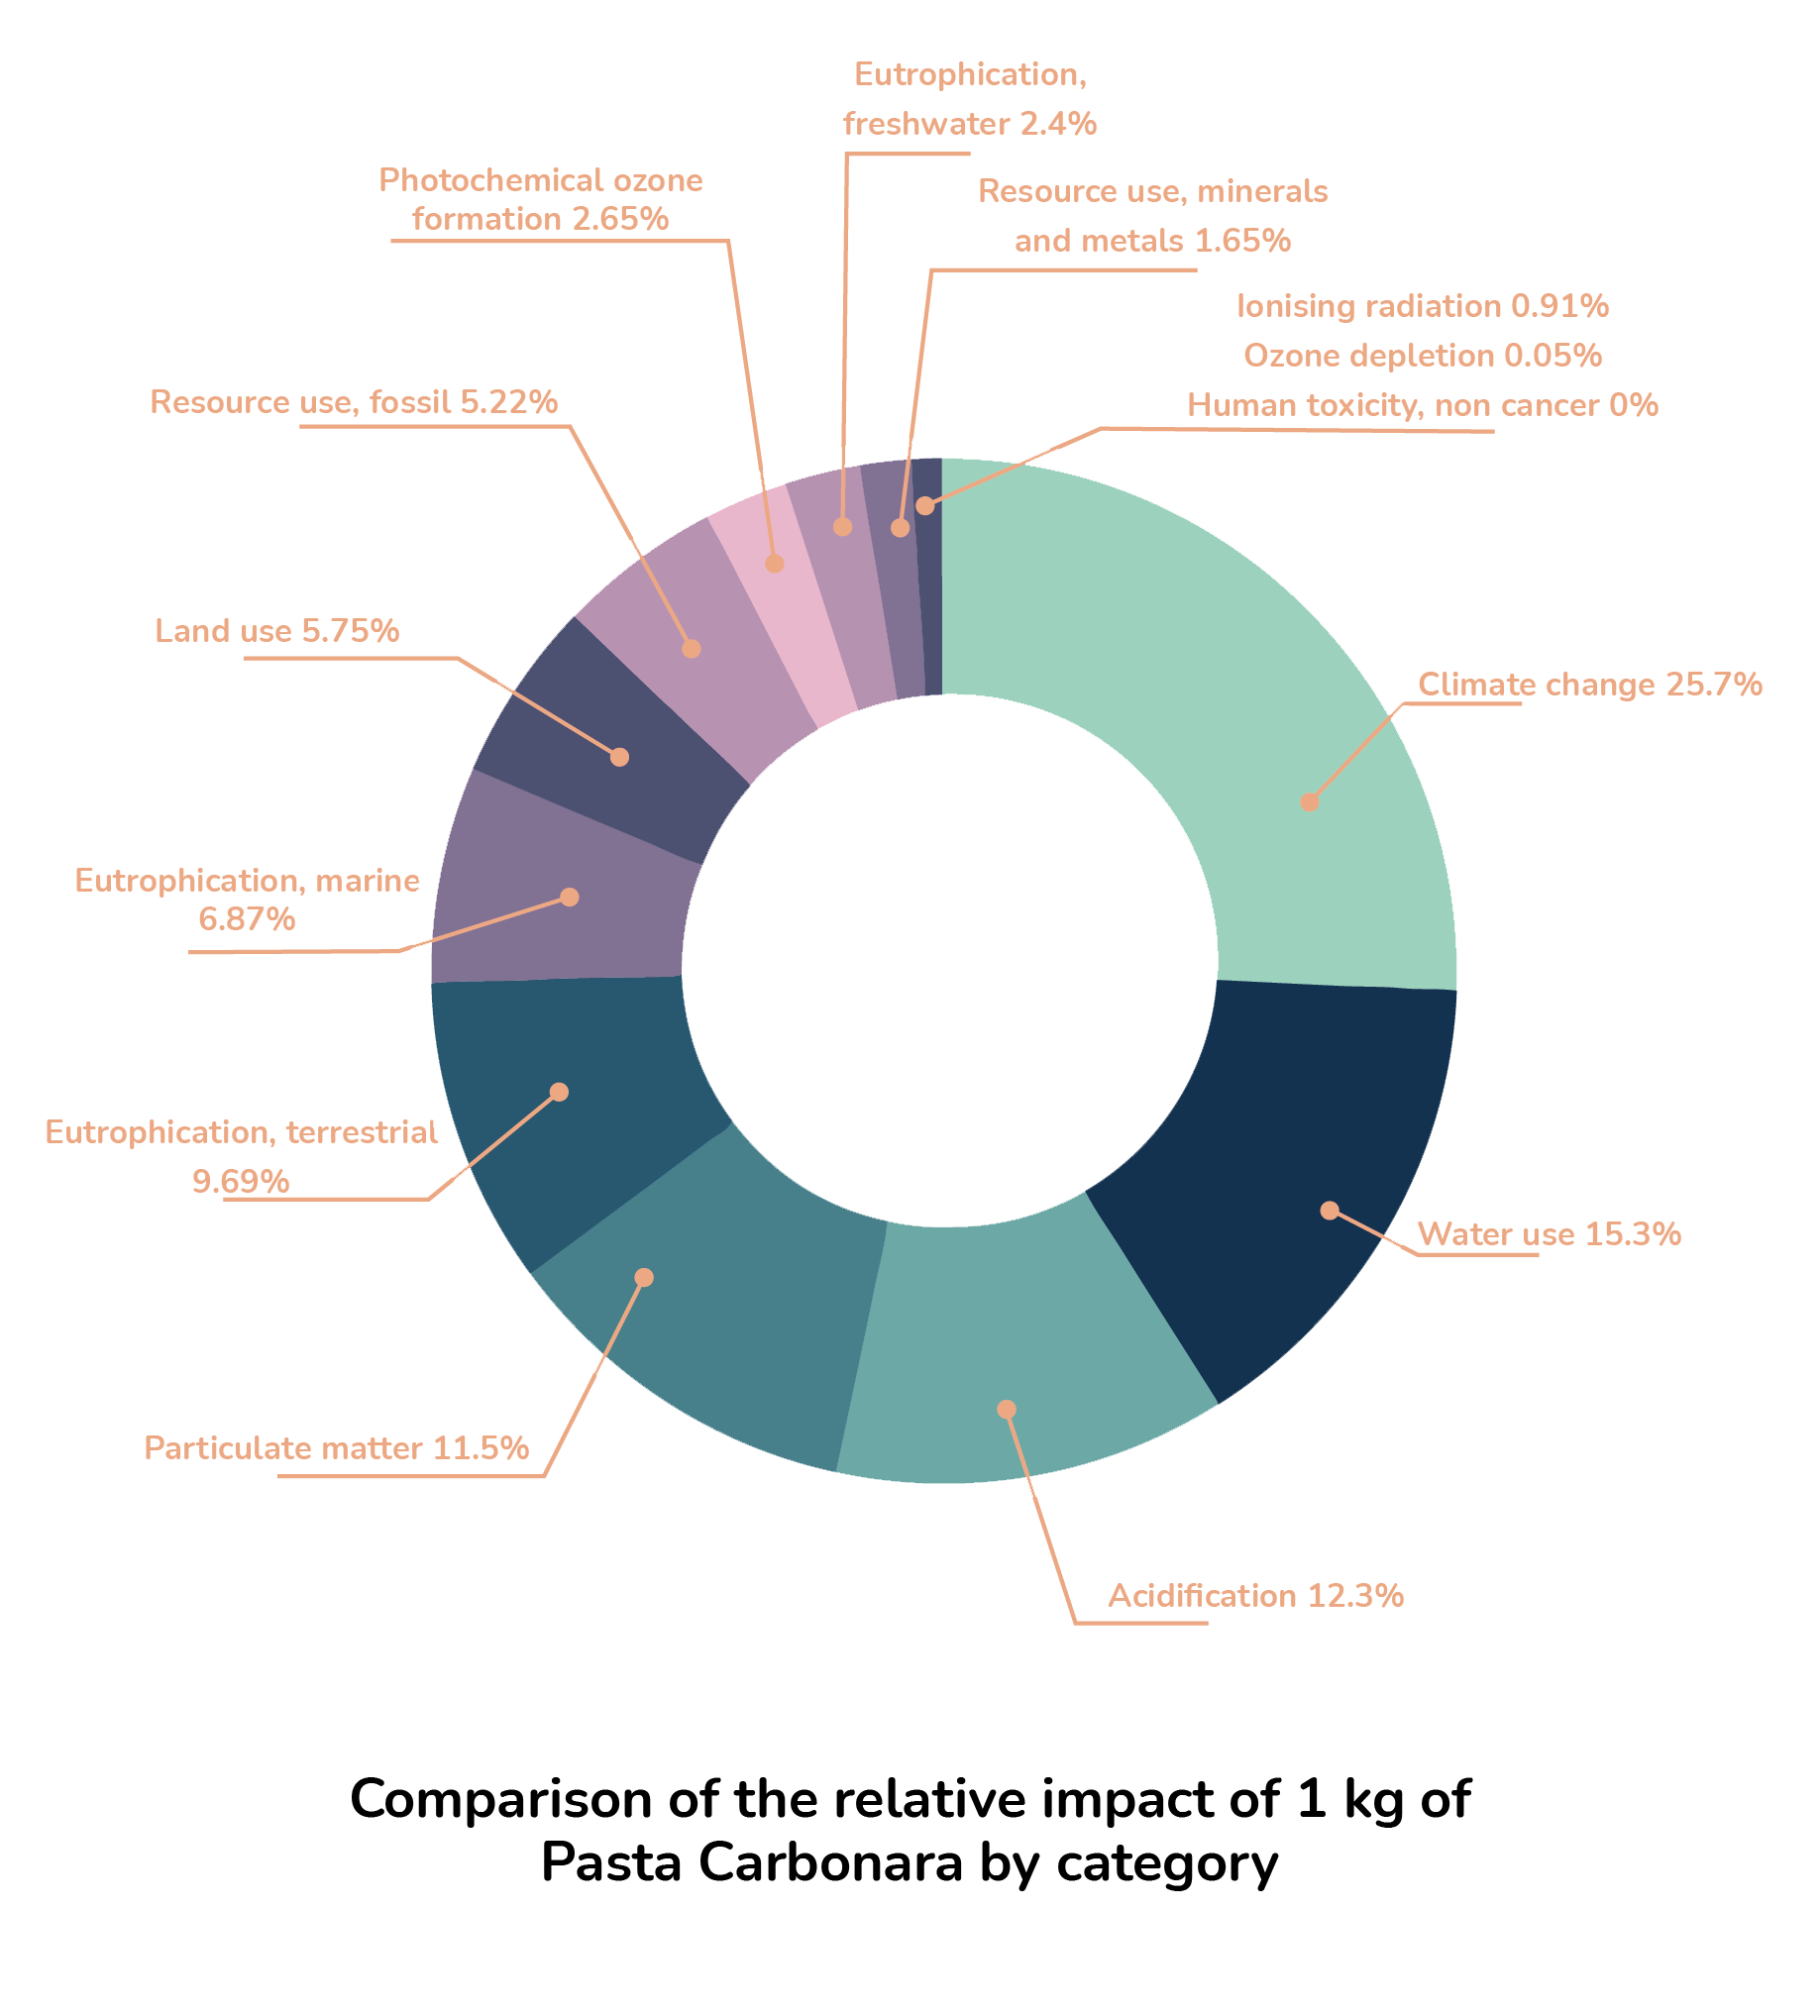 Eutrophication,
freshwater 2.4%
Photochemical ozone
formation 2.65%
Resource use, minerals
and metals 1.65%
Ionising radiation 0.91%
Ozone depletion 0.05%
Human toxicity, non cancer 0%
Resource use, fossil 5.22%
Land use 5.75%
Climate change 25.7%
Eutrophication, marine
6.87%
Eutrophication, terrestrial
9.69%
Water use 15.3%
Particulate matter 11.5%
Acidification 12.3%
Comparison of the relative impact of 1 kg of
Pasta Carbonara by category